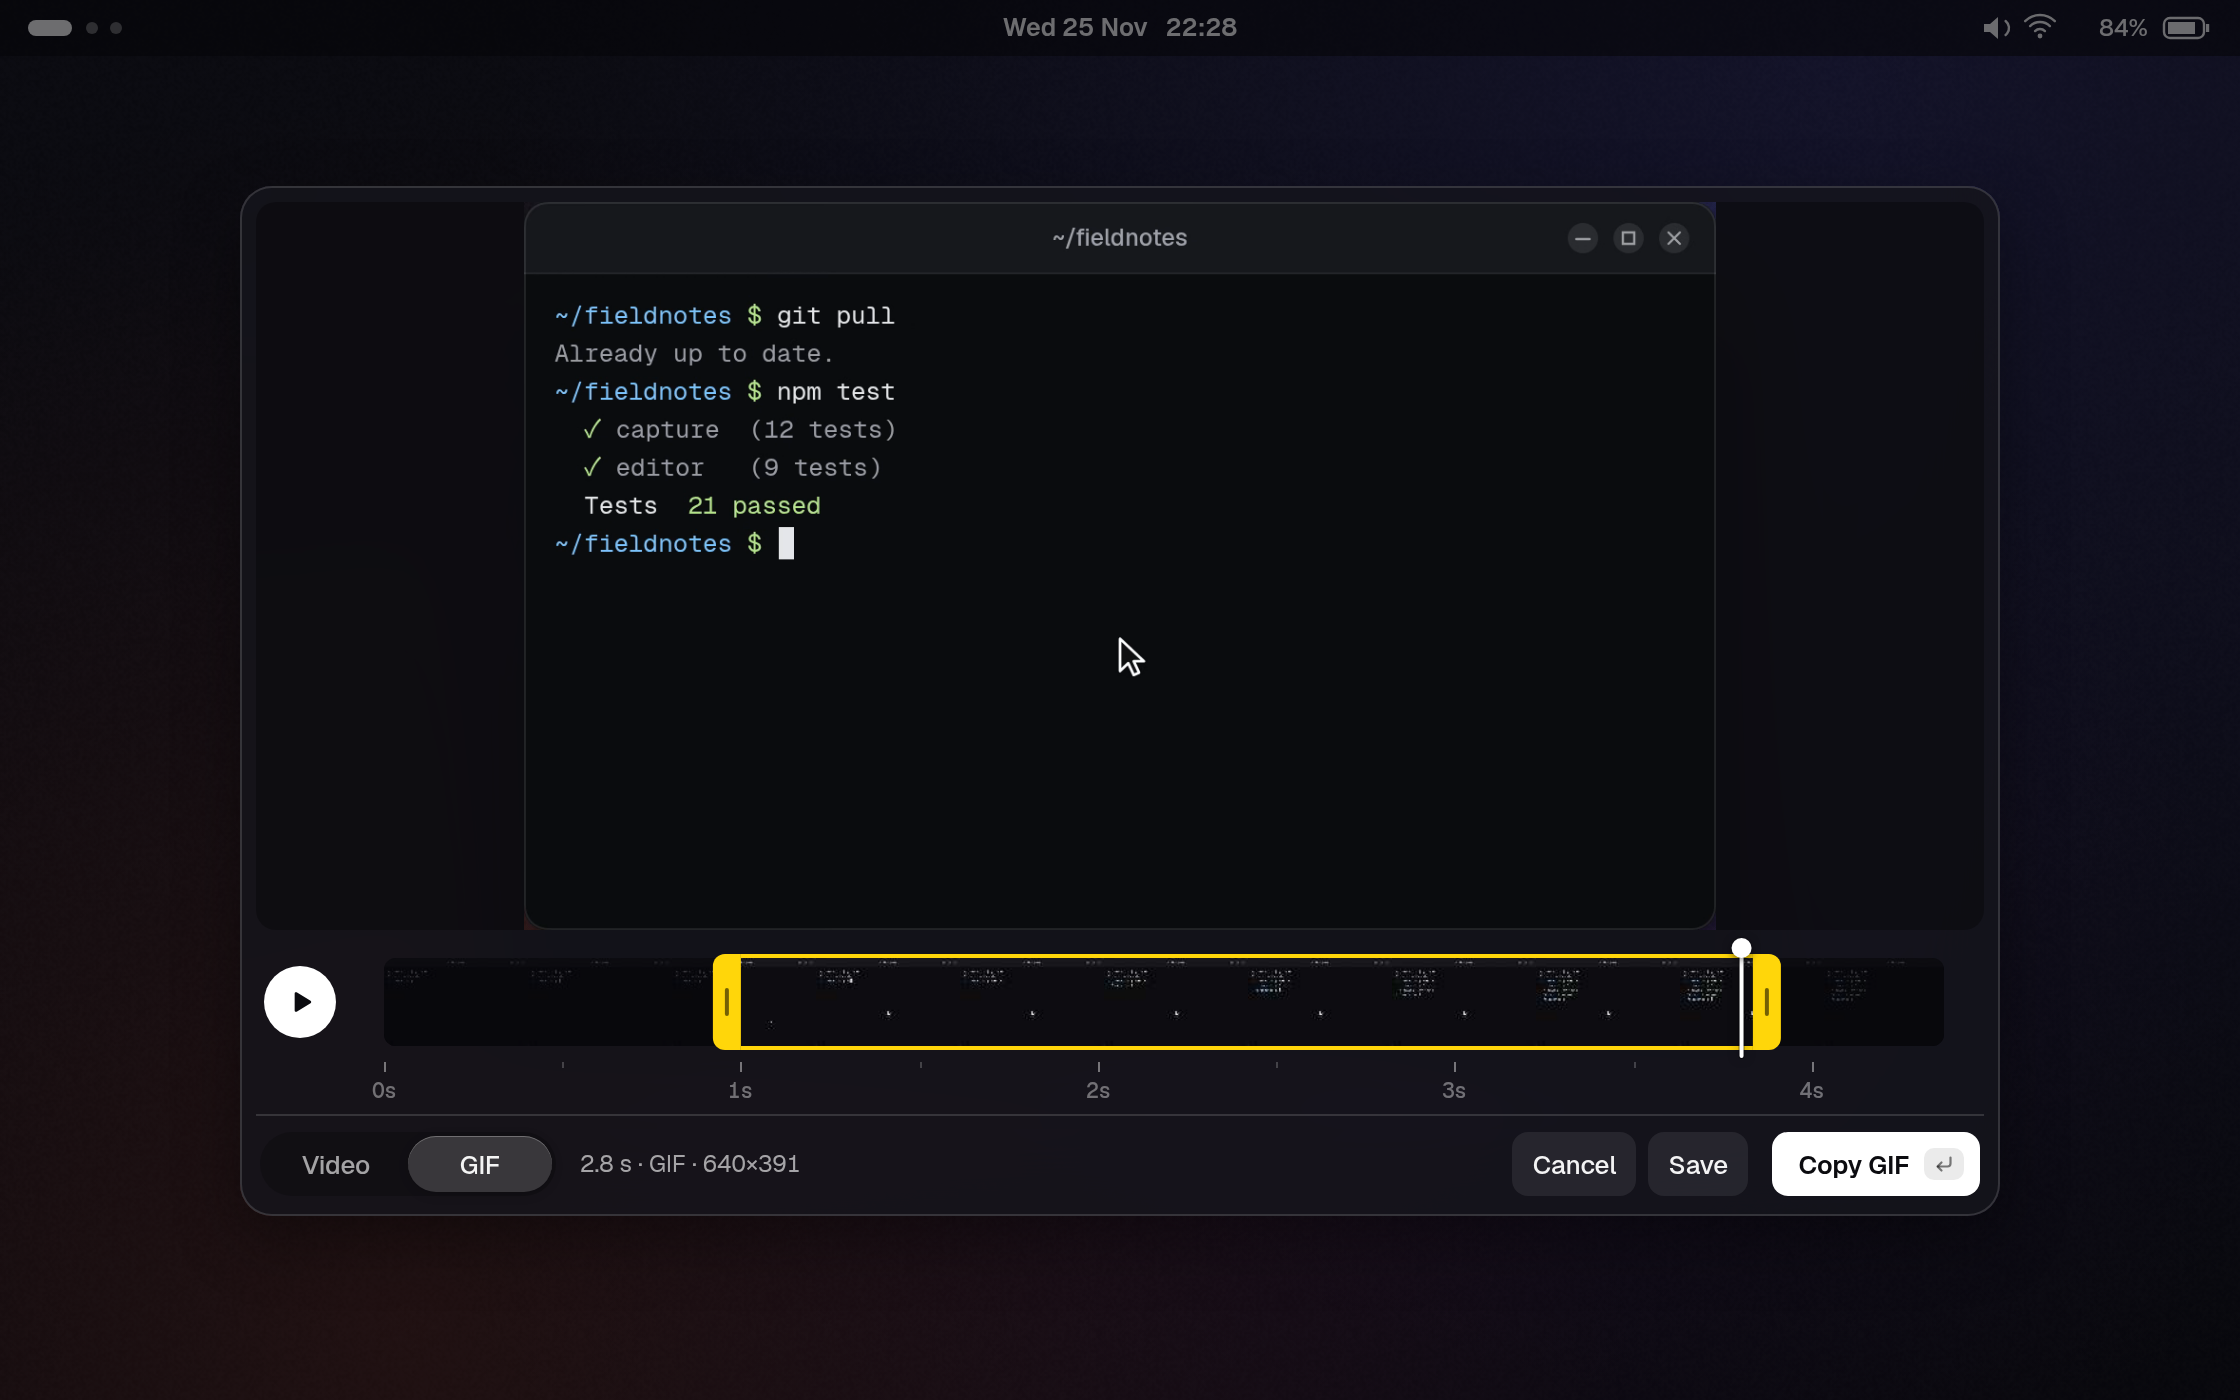 Wed 25 Nov 22:28
84%
~/fieldnotes
~/fieldnotes $ git pull
Already up to date.
~/fieldnotes $ npm test
✓ capture (12 tests)
✓ editor (9 tests)
Tests 21 passed
~/fieldnotes $
0s 1s 2s 3s 4s
Video GIF 2.8 s · GIF · 640×391 Cancel Save Copy GIF